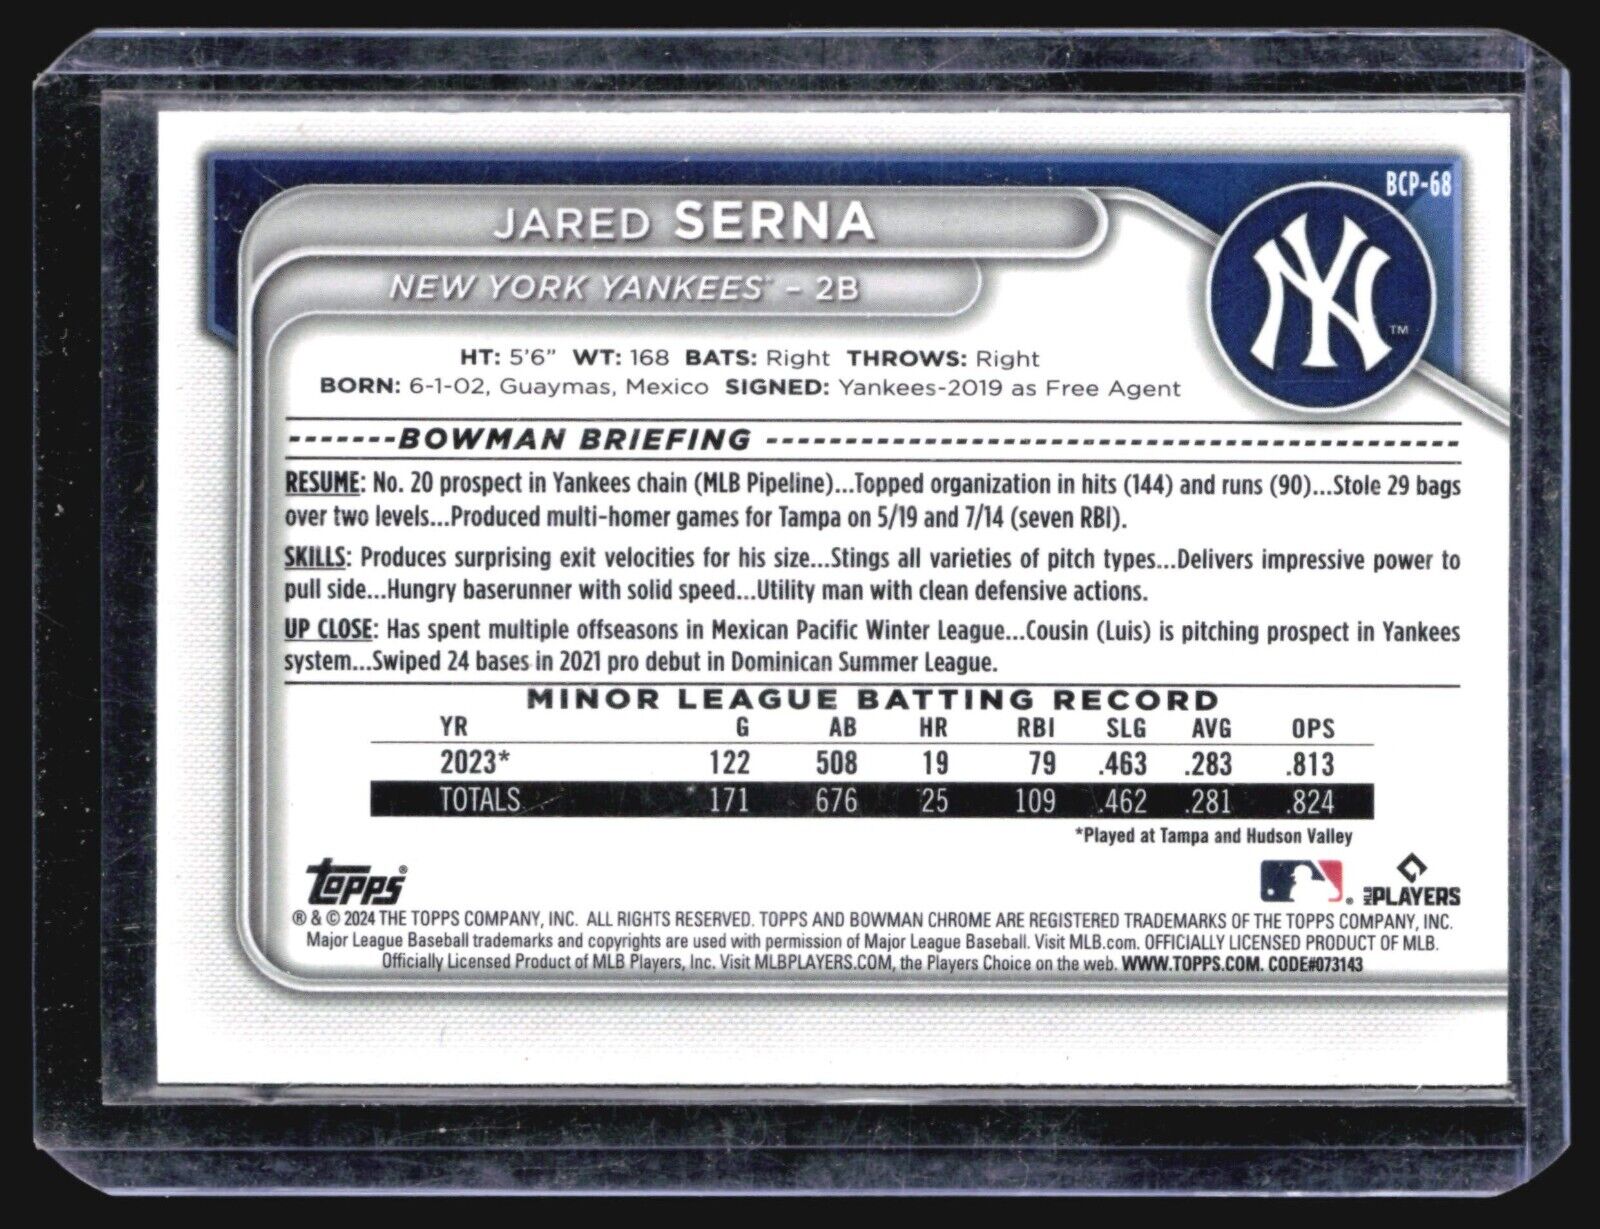 BCP-68
JARED SERNA
NEW YORK YANKEES™ - 2B
NY
™
HT: 5'6" WT: 168 BATS: Right THROWS: Right
BORN: 6-1-02, Guaymas, Mexico SIGNED: Yankees-2019 as Free Agent
BOWMAN BRIEFING
RESUME: No. 20 prospect in Yankees chain (MLB Pipeline)...Topped organization in hits (144) and runs (90)...Stole 29 bags
over two levels...Produced multi-homer games for Tampa on 5/19 and 7/14 (seven RBI).
SKILLS: Produces surprising exit velocities for his size...Stings all varieties of pitch types...Delivers impressive power to
pull side...Hungry baserunner with solid speed...Utility man with clean defensive actions.
UP CLOSE: Has spent multiple offseasons in Mexican Pacific Winter League...Cousin (Luis) is pitching prospect in Yankees
system...Swiped 24 bases in 2021 pro debut in Dominican Summer League.
MINOR LEAGUE BATTING RECORD
YR G AB HR RBI SLG AVG OPS
2023* 122 508 19 79 .463 .283 .813
TOTALS 171 676 25 109 .462 .281 .824
*Played at Tampa and Hudson Valley
topps®
MLB PLAYERS
® & © 2024 THE TOPPS COMPANY, INC. ALL RIGHTS RESERVED. TOPPS AND BOWMAN CHROME ARE REGISTERED TRADEMARKS OF THE TOPPS COMPANY, INC.
Major League Baseball trademarks and copyrights are used with permission of Major League Baseball. Visit MLB.com. OFFICIALLY LICENSED PRODUCT OF MLB.
Officially Licensed Product of MLB Players, Inc. Visit MLBPLAYERS.COM, the Players Choice on the web. WWW.TOPPS.COM. CODE#073143